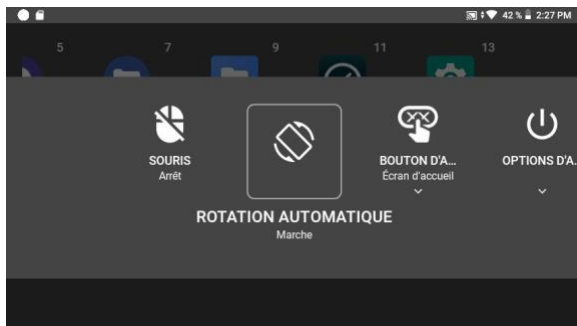 42 % 2:27 PM
5 7 9 11 13
SOURIS
Arrêt
BOUTON D'A...
Écran d'accueil
OPTIONS D'A.
ROTATION AUTOMATIQUE
Marche